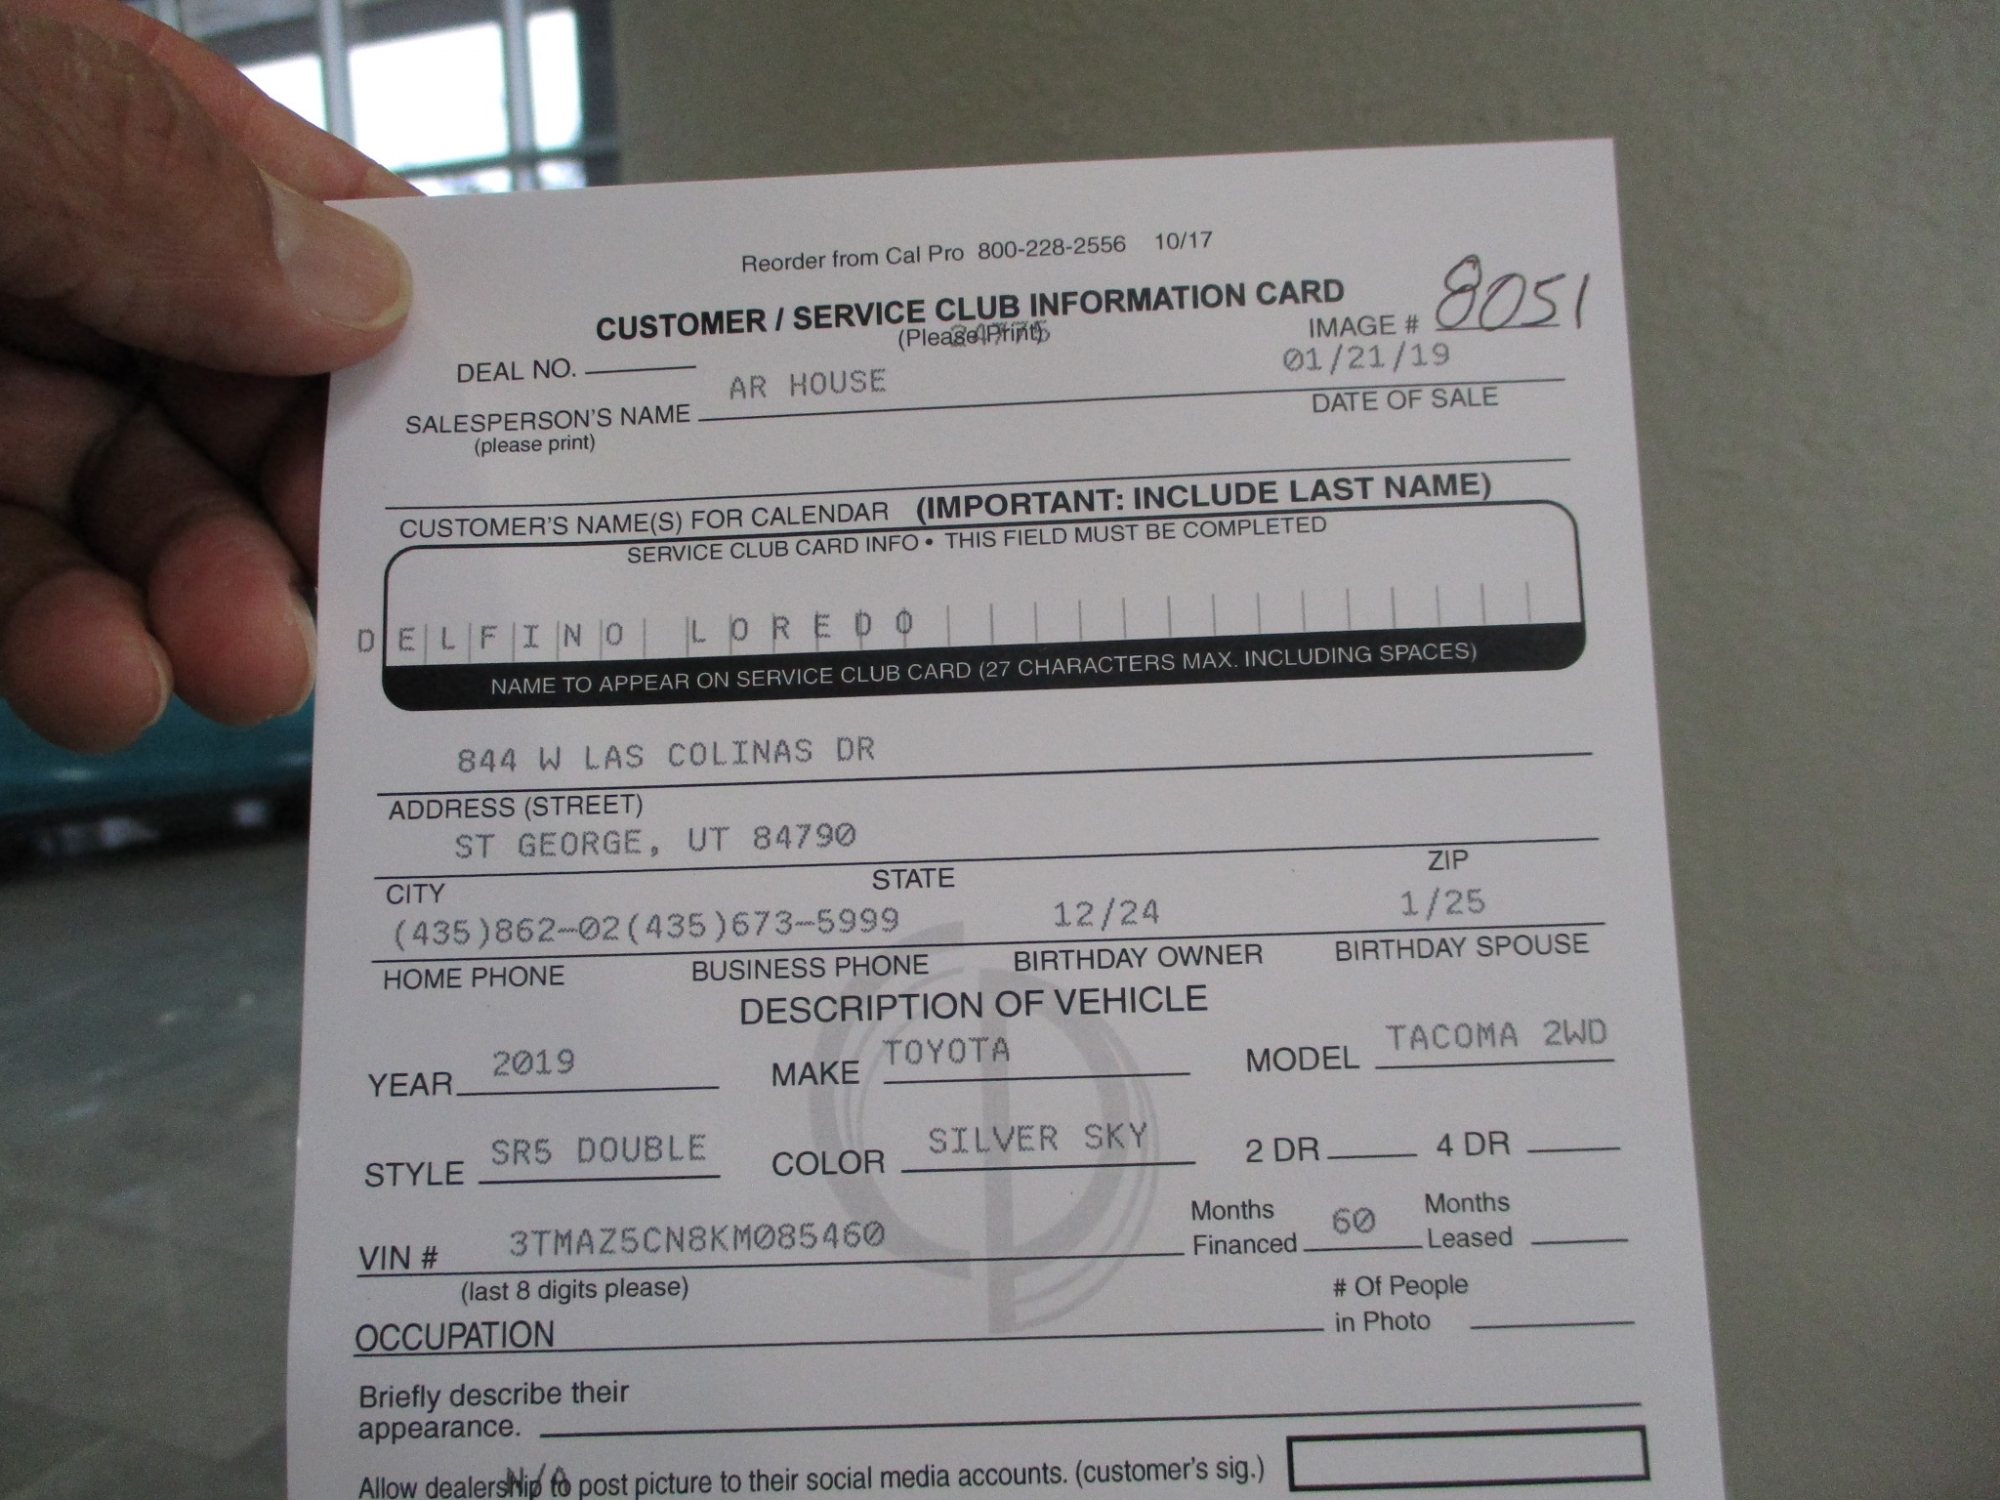 Reorder from Cal Pro 800-228-2556 10/17
CUSTOMER / SERVICE CLUB INFORMATION CARD
(Please Print)
IMAGE # 8051
DEAL NO.
01/21/19
AR HOUSE
SALESPERSON'S NAME
DATE OF SALE
(please print)
CUSTOMER'S NAME(S) FOR CALENDAR (IMPORTANT: INCLUDE LAST NAME)
SERVICE CLUB CARD INFO • THIS FIELD MUST BE COMPLETED
DELFINO LOREDO
NAME TO APPEAR ON SERVICE CLUB CARD (27 CHARACTERS MAX. INCLUDING SPACES)
844 W LAS COLINAS DR
ADDRESS (STREET)
ST GEORGE, UT 84790
CITY STATE ZIP
(435)862-02(435)673-5999 12/24 1/25
HOME PHONE BUSINESS PHONE BIRTHDAY OWNER BIRTHDAY SPOUSE
DESCRIPTION OF VEHICLE
YEAR 2019 MAKE TOYOTA MODEL TACOMA 2WD
STYLE SR5 DOUBLE COLOR SILVER SKY 2 DR 4 DR
VIN # 3TMAZ5CN8KM085460 Months Financed 60 Months Leased
(last 8 digits please)
# Of People in Photo
OCCUPATION
Briefly describe their
appearance.
N/A
Allow dealership to post picture to their social media accounts. (customer's sig.)